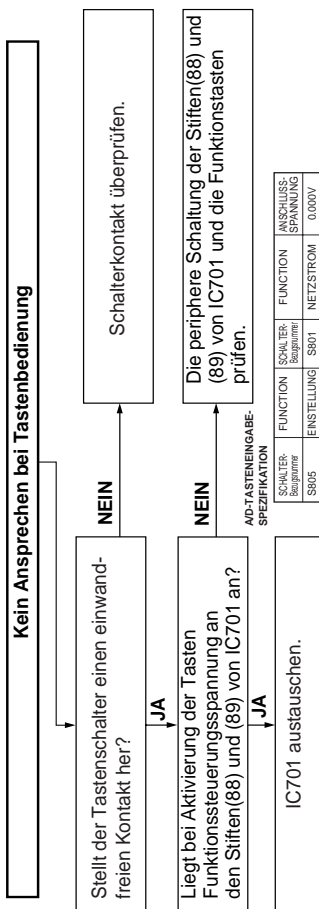 Kein Ansprechen bei Tastenbedienung
Stellt der Tastenschalter einen einwand-
freien Kontakt her?
NEIN
Schalterkontakt überprüfen.
JA
Liegt bei Aktivierung der Tasten
Funktionssteuerungsspannung an
den Stiften(88) und (89) von IC701 an?
NEIN
Die periphere Schaltung der Stiften(88) und
(89) von IC701 und die Funktionstasten
prüfen.
JA
IC701 austauschen.
A/D-TASTENEINGABE-
SPEZIFIKATION
SCHALTER-
Bezugsnummer
FUNCTION
SCHALTER-
Bezugsnummer
FUNCTION
ANSCHLUSS-
SPANNUNG
S805 EINSTELLUNG S801 NETZSTROM 0.000V